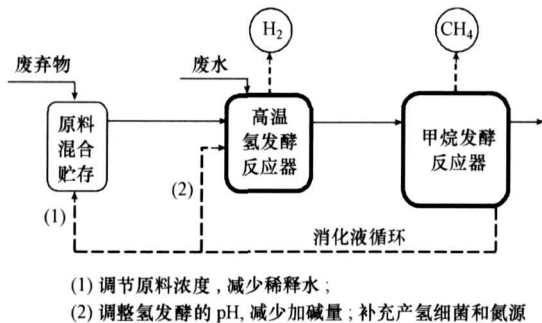 H₂
CH₄
废弃物
废水
原料
混合
贮存
高温
氢发酵
反应器
甲烷发酵
反应器
(1)
(2)
消化液循环
(1) 调节原料浓度，减少稀释水；
(2) 调整氢发酵的 pH, 减少加碱量；补充产氢细菌和氮源